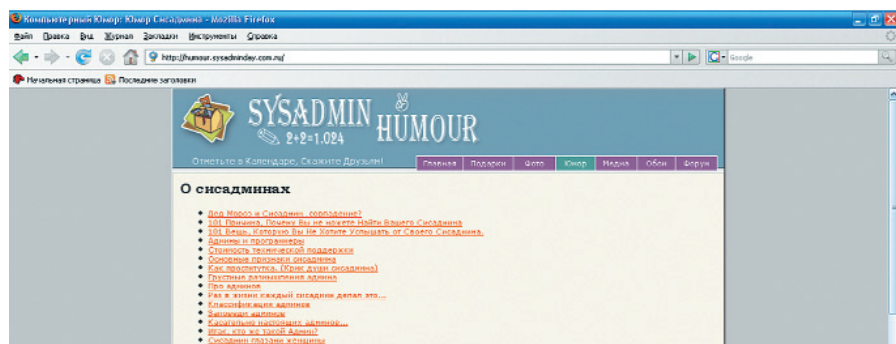 Компьютерный Юмор: Юмор Сисадмина - Mozilla Firefox
Файл Правка Вид Журнал Закладки Инструменты Справка
http://humour.sysadminday.com.ru/
Google
Начальная страница Последние заголовки
SYSADMIN HUMOUR
2+2=1.024
Отметьте в Календаре, Скажите Друзьям!
Главная Подарки Фото Юмор Медиа Обои Форум
О сисадминах
Дед Мороз и Сисадмин, совпадение?
101 Причина, Почему Вы не можете Найти Вашего Сисадмина
101 Вещь, Которую Вы Не Хотите Услышать от Своего Сисадмина.
Админы и программеры
Стоимость технической поддержки
Основные признаки сисадмина
Как проститутка. (Крик души сисадмина)
Грустные размышления админа
Про админов
Раз в жизни каждый сисадмин делал это...
Классификация админов
Заповеди админов
Касательно настоящих админов...
Итак, кто же такой Админ?
Сисадмин глазами женщины